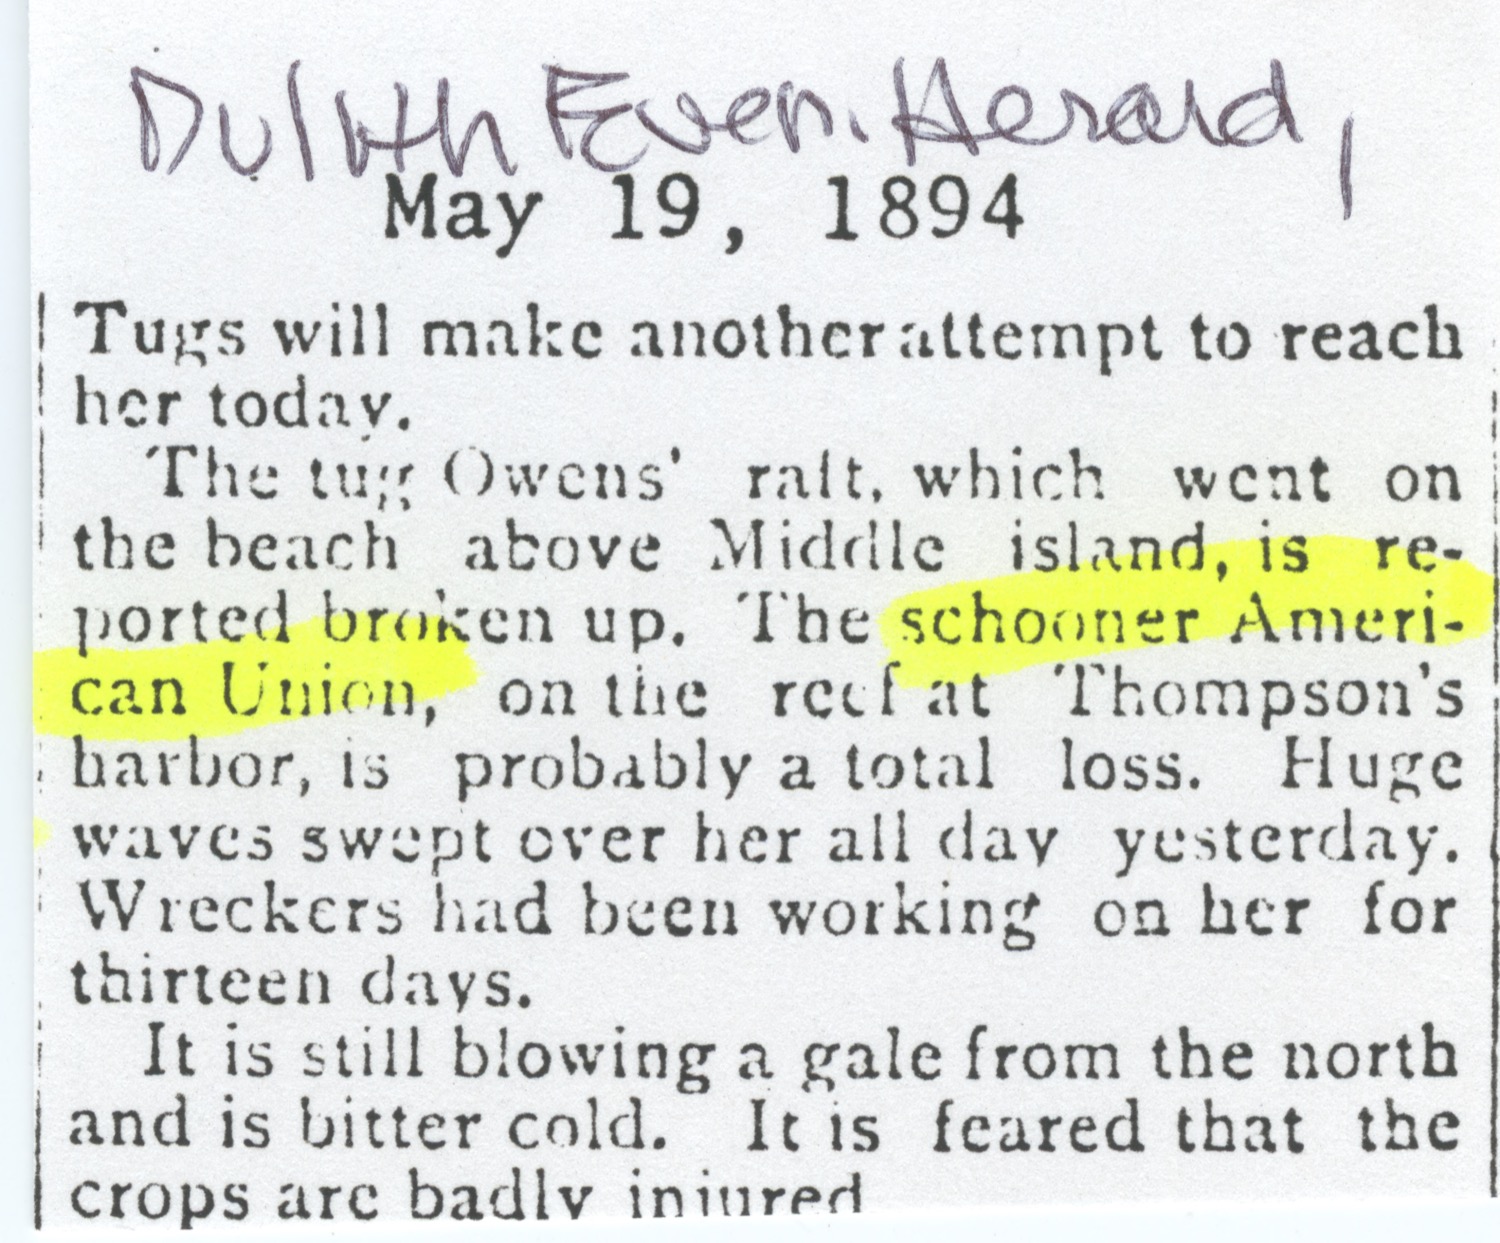 Duluth Even. Herald,
May 19, 1894
Tugs will make another attempt to reach
her today.
The tug Owens' raft, which went on
the beach above Middle island, is re-
ported broken up. The schooner Ameri-
can Union, on the reef at Thompson's
harbor, is probably a total loss. Huge
waves swept over her all day yesterday.
Wreckers had been working on her for
thirteen days.
It is still blowing a gale from the north
and is bitter cold. It is feared that the
crops are badly injured